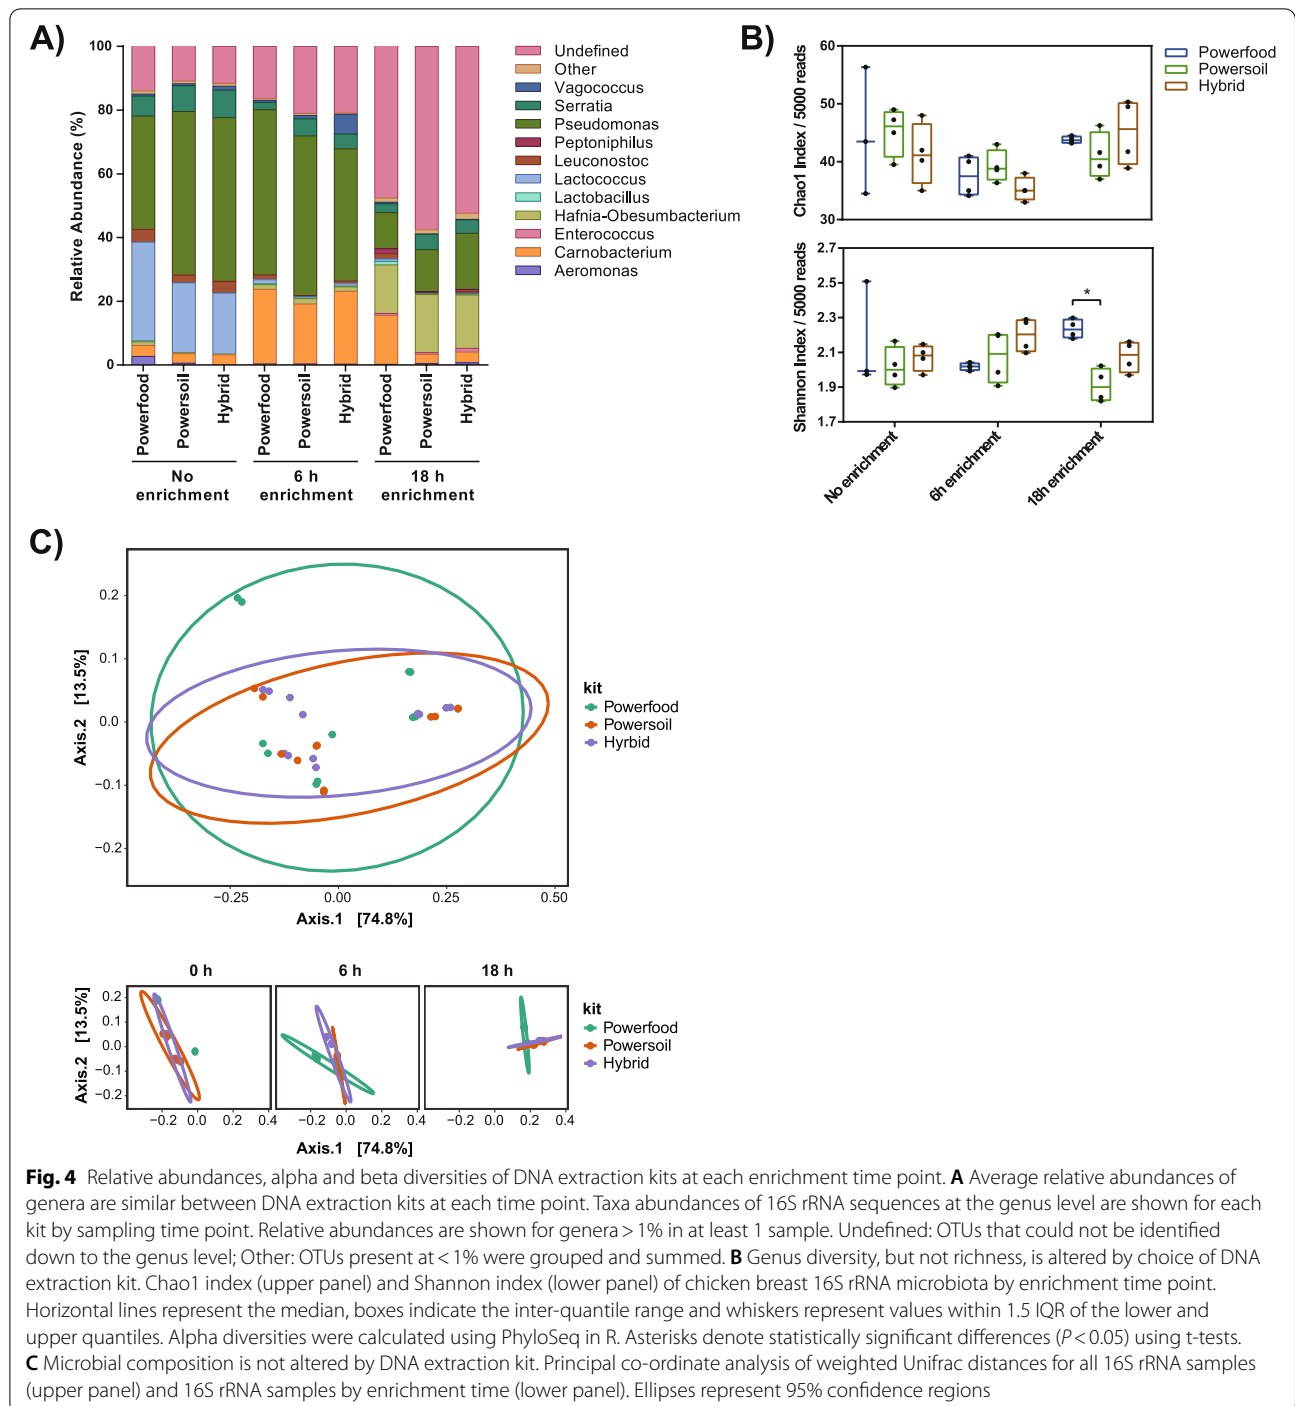 A)
100
80
60
40
20
0
Relative Abundance (%)
Powerfood
Powersoil
Hybrid
Powerfood
Powersoil
Hybrid
Powerfood
Powersoil
Hybrid
No
enrichment
6 h
enrichment
18 h
enrichment
Undefined
Other
Vagococcus
Serratia
Pseudomonas
Peptoniphilus
Leuconostoc
Lactococcus
Lactobacillus
Hafnia-Obesumbacterium
Enterococcus
Carnobacterium
Aeromonas
B)
60
50
40
30
Chao1 Index / 5000 reads
Powerfood
Powersoil
Hybrid
2.7
2.5
2.3
2.1
1.9
1.7
Shannon Index / 5000 reads
*
No enrichment
6h enrichment
18h enrichment
C)
0.2
0.1
0.0
−0.1
−0.2
Axis.2 [13.5%]
−0.25
0.00
0.25
0.50
Axis.1 [74.8%]
kit
Powerfood
Powersoil
Hyrbid
0 h
6 h
18 h
0.2
0.1
0.0
−0.1
−0.2
Axis.2 [13.5%]
−0.2 0.0 0.2 0.4
−0.2 0.0 0.2 0.4
−0.2 0.0 0.2 0.4
Axis.1 [74.8%]
kit
Powerfood
Powersoil
Hybrid
Fig. 4 Relative abundances, alpha and beta diversities of DNA extraction kits at each enrichment time point. A Average relative abundances of
genera are similar between DNA extraction kits at each time point. Taxa abundances of 16S rRNA sequences at the genus level are shown for each
kit by sampling time point. Relative abundances are shown for genera > 1% in at least 1 sample. Undefined: OTUs that could not be identified
down to the genus level; Other: OTUs present at < 1% were grouped and summed. B Genus diversity, but not richness, is altered by choice of DNA
extraction kit. Chao1 index (upper panel) and Shannon index (lower panel) of chicken breast 16S rRNA microbiota by enrichment time point.
Horizontal lines represent the median, boxes indicate the inter-quantile range and whiskers represent values within 1.5 IQR of the lower and
upper quantiles. Alpha diversities were calculated using PhyloSeq in R. Asterisks denote statistically significant differences (P < 0.05) using t-tests.
C Microbial composition is not altered by DNA extraction kit. Principal co-ordinate analysis of weighted Unifrac distances for all 16S rRNA samples
(upper panel) and 16S rRNA samples by enrichment time (lower panel). Ellipses represent 95% confidence regions